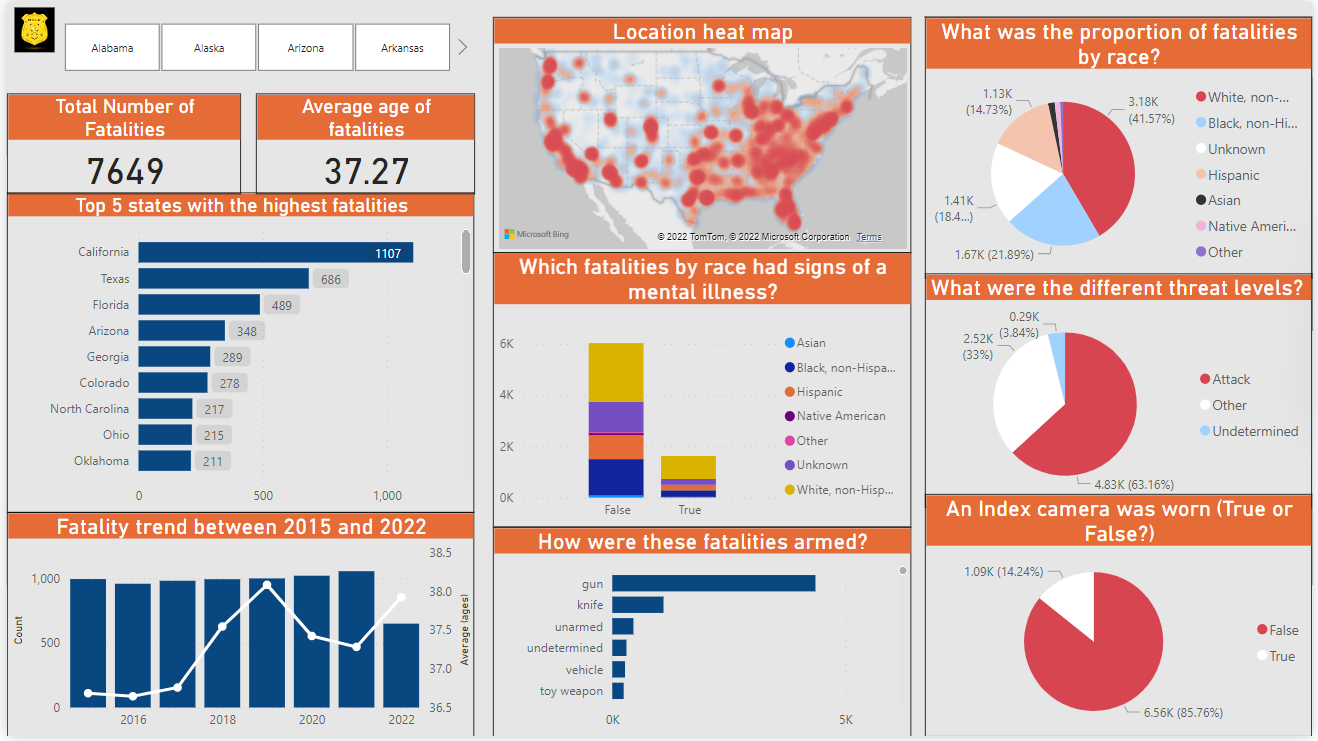 Alabama
Alaska
Arizona
Arkansas
Total Number of
Fatalities
7649
Average age of
fatalities
37.27
Top 5 states with the highest fatalities
California 1107
Texas 686
Florida 489
Arizona 348
Georgia 289
Colorado 278
North Carolina 217
Ohio 215
Oklahoma 211
0 500 1,000
Fatality trend between 2015 and 2022
Count
1,000
500
0
38.5
38.0
37.5
37.0
36.5
Average (ages)
2016 2018 2020 2022
Location heat map
Microsoft Bing
© 2022 TomTom, © 2022 Microsoft Corporation Terms
Which fatalities by race had signs of a
mental illness?
6K
4K
2K
0K
False True
Asian
Black, non-Hispa...
Hispanic
Native American
Other
Unknown
White, non-Hisp...
How were these fatalities armed?
gun
knife
unarmed
undetermined
vehicle
toy weapon
0K 5K
What was the proportion of fatalities
by race?
1.13K
(14.73%)
3.18K
(41.57%)
1.41K
(18.4...)
1.67K (21.89%)
White, non-...
Black, non-Hi...
Unknown
Hispanic
Asian
Native Ameri...
Other
What were the different threat levels?
0.29K
(3.84%)
2.52K
(33%)
4.83K (63.16%)
Attack
Other
Undetermined
An Index camera was worn (True or
False?)
1.09K (14.24%)
6.56K (85.76%)
False
True